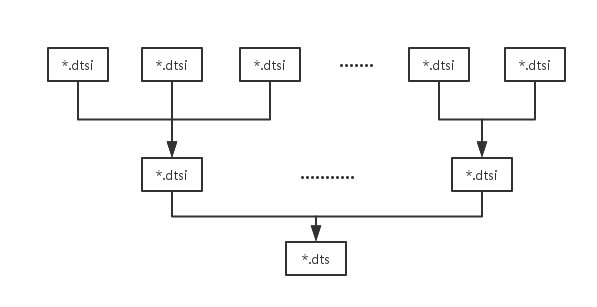 *.dtsi *.dtsi *.dtsi ....... *.dtsi *.dtsi
*.dtsi ........... *.dtsi
*.dts